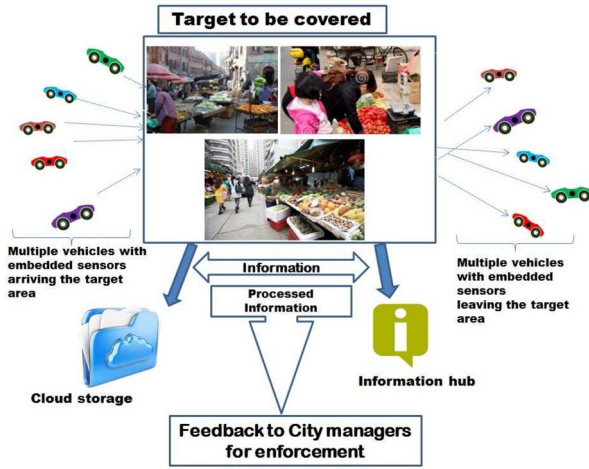 Target to be covered
Multiple vehicles with
embedded sensors
arriving the target
area
Multiple vehicles
with embedded
sensors
leaving the target
area
Information
Processed
Information
Cloud storage
Information hub
Feedback to City managers
for enforcement